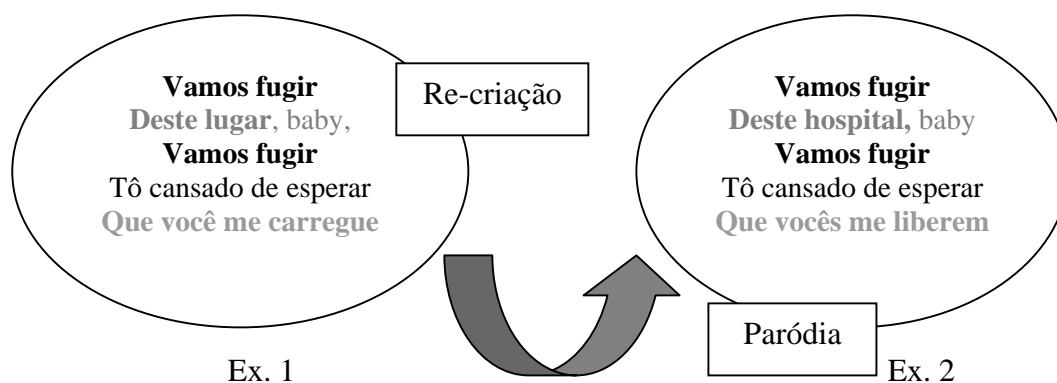 Vamos fugir
Deste lugar, baby,
Vamos fugir
Tô cansado de esperar
Que você me carregue
Re-criação
Ex. 1
Vamos fugir
Deste hospital, baby
Vamos fugir
Tô cansado de esperar
Que vocês me liberem
Paródia
Ex. 2